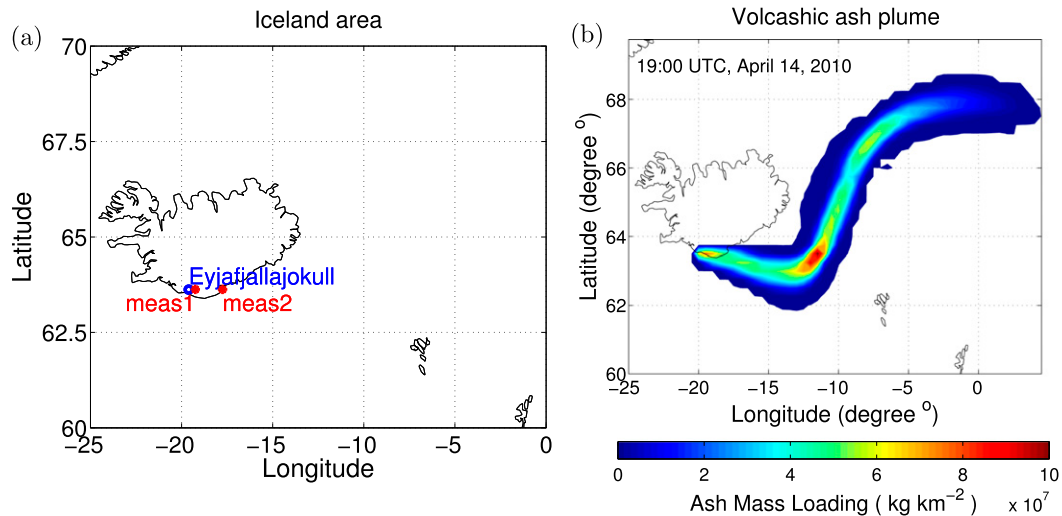 (a)
Iceland area
70
67.5
65
62.5
60
Latitude
Eyjafjallajokull
meas1
meas2
−25
−20
−15
−10
−5
0
Longitude
(b)
Volcashic ash plume
19:00 UTC, April 14, 2010
68
66
64
62
60
Latitude (degree °)
−25
−20
−15
−10
−5
0
Longitude (degree °)
0
2
4
6
8
10
Ash Mass Loading ( kg km⁻² )
x 10⁷